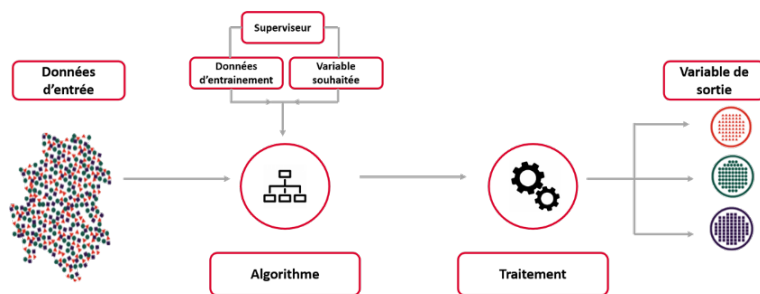 Superviseur
Données
d'entrée
Données
d'entrainement
Variable
souhaitée
Variable de
sortie
Algorithme
Traitement